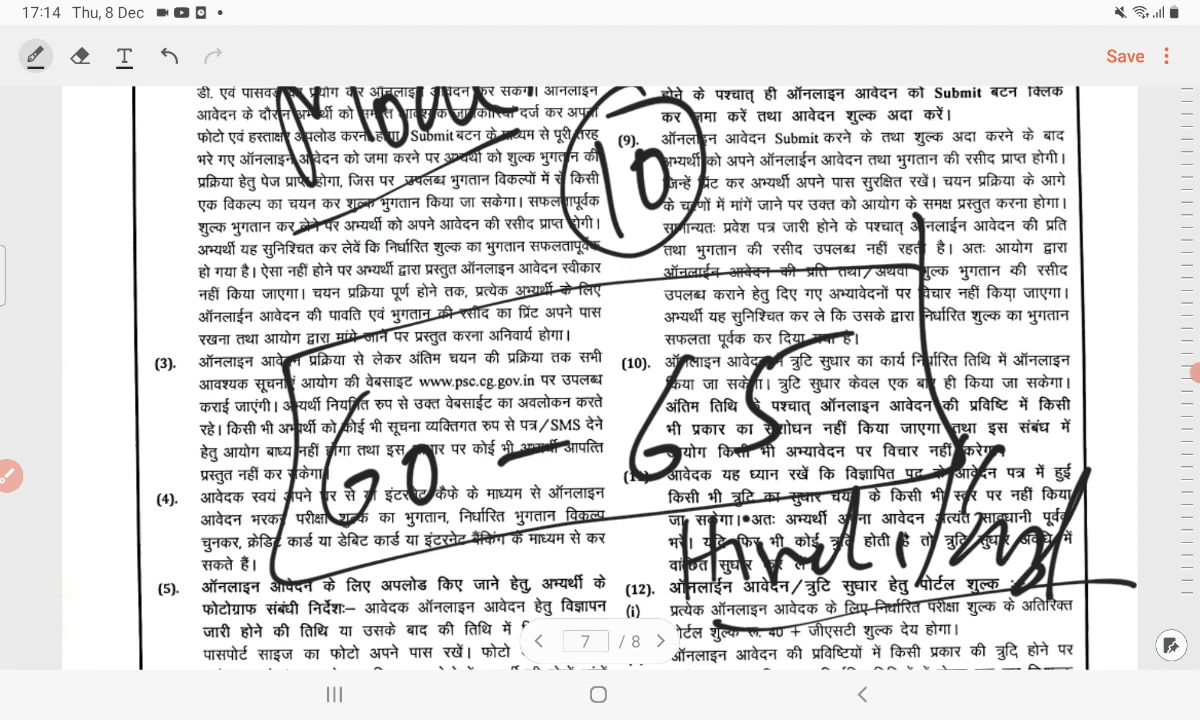 17:14 Thu, 8 Dec
T Save
डी. एवं पासवर्ड प्रयोग कर ऑनलाइन आवेदन कर सकेंगे। ऑनलाइन
आवेदन के दौरान अभ्यर्थी को समस्त आवश्यक जानकारियां दर्ज कर अपना
फोटो एवं हस्ताक्षर अपलोड करना होगा, Submit बटन के माध्यम से पूरी तरह
भरे गए ऑनलाइन आवेदन को जमा करने पर अभ्यर्थी को शुल्क भुगतान की
प्रक्रिया हेतु पेज प्राप्त होगा, जिस पर उपलब्ध भुगतान विकल्पों में से किसी
एक विकल्प का चयन कर शुल्क भुगतान किया जा सकेगा। सफलतापूर्वक
शुल्क भुगतान कर लेने पर अभ्यर्थी को अपने आवेदन की रसीद प्राप्त होगी।
अभ्यर्थी यह सुनिश्चित कर लेवें कि निर्धारित शुल्क का भुगतान सफलतापूर्वक
हो गया है। ऐसा नहीं होने पर अभ्यर्थी द्वारा प्रस्तुत ऑनलाइन आवेदन स्वीकार
नहीं किया जाएगा। चयन प्रक्रिया पूर्ण होने तक, प्रत्येक अभ्यर्थी के लिए
ऑनलाईन आवेदन की पावति एवं भुगतान की रसीद का प्रिंट अपने पास
रखना तथा आयोग द्वारा मांगे जाने पर प्रस्तुत करना अनिवार्य होगा।
(3). ऑनलाइन आवेदन प्रक्रिया से लेकर अंतिम चयन की प्रक्रिया तक सभी
आवश्यक सूचनाएं आयोग की वेबसाइट www.psc.cg.gov.in पर उपलब्ध
कराई जाएंगी। अभ्यर्थी नियमित रुप से उक्त वेबसाईट का अवलोकन करते
रहे। किसी भी अभ्यर्थी को कोई भी सूचना व्यक्तिगत रुप से पत्र/SMS देने
हेतु आयोग बाध्य नहीं होगा तथा इस आधार पर कोई भी अभ्यर्थी आपत्ति
प्रस्तुत नहीं कर सकेगा।
(4). आवेदक स्वयं अपने घर से या इंटरनेट कैफे के माध्यम से ऑनलाइन
आवेदन भरकर परीक्षा शुल्क का भुगतान, निर्धारित भुगतान विकल्प
चुनकर, क्रेडिट कार्ड या डेबिट कार्ड या इंटरनेट बैंकिंग के माध्यम से कर
सकते हैं।
(5). ऑनलाइन आवेदन के लिए अपलोड किए जाने हेतु, अभ्यर्थी के
फोटोग्राफ संबंधी निर्देशः– आवेदक ऑनलाइन आवेदन हेतु विज्ञापन
जारी होने की तिथि या उसके बाद की तिथि में
पासपोर्ट साइज का फोटो अपने पास रखें। फोटो
होने के पश्चात् ही ऑनलाइन आवेदन को Submit बटन क्लिक
कर जमा करें तथा आवेदन शुल्क अदा करें।
(9). ऑनलाइन आवेदन Submit करने के तथा शुल्क अदा करने के बाद
अभ्यर्थी को अपने ऑनलाईन आवेदन तथा भुगतान की रसीद प्राप्त होगी।
जिन्हें प्रिंट कर अभ्यर्थी अपने पास सुरक्षित रखें। चयन प्रक्रिया के आगे
के चरणों में मांगें जाने पर उक्त को आयोग के समक्ष प्रस्तुत करना होगा।
सामान्यतः प्रवेश पत्र जारी होने के पश्चात् ऑनलाईन आवेदन की प्रति
तथा भुगतान की रसीद उपलब्ध नहीं रहती है। अतः आयोग द्वारा
ऑनलाईन आवेदन की प्रति तथा/अथवा शुल्क भुगतान की रसीद
उपलब्ध कराने हेतु दिए गए अभ्यावेदनों पर विचार नहीं किया जाएगा।
अभ्यर्थी यह सुनिश्चित कर ले कि उसके द्वारा निर्धारित शुल्क का भुगतान
सफलता पूर्वक कर दिया गया है।
(10). ऑनलाइन आवेदन में त्रुटि सुधार का कार्य निर्धारित तिथि में ऑनलाइन
किया जा सकेगा। त्रुटि सुधार केवल एक बार ही किया जा सकेगा।
अंतिम तिथि के पश्चात् ऑनलाइन आवेदन की प्रविष्टि में किसी
भी प्रकार का संशोधन नहीं किया जाएगा तथा इस संबंध में
आयोग किसी भी अभ्यावेदन पर विचार नहीं करेगा।
(11) आवेदक यह ध्यान रखें कि विज्ञापित पद के आवेदन पत्र में हुई
किसी भी त्रुटि का सुधार चयन के किसी भी स्तर पर नहीं किया
जा सकेगा। अतः अभ्यर्थी अपना आवेदन अत्यंत सावधानी पूर्वक
भरें। यदि फिर भी कोई त्रुटि होती है तो त्रुटि सुधार अवधि में
वांछित सुधार कर लें
(12). ऑनलाईन आवेदन/त्रुटि सुधार हेतु पोर्टल शुल्क :-
(i) प्रत्येक ऑनलाइन आवेदक के लिए निर्धारित परीक्षा शुल्क के अतिरिक्त
पोर्टल शुल्क रू. 40 + जीएसटी शुल्क देय होगा।
ऑनलाइन आवेदन की प्रविष्टियों में किसी प्रकार की त्रुटि होने पर
10
60 - 65
Hindi/Engl
7 / 8